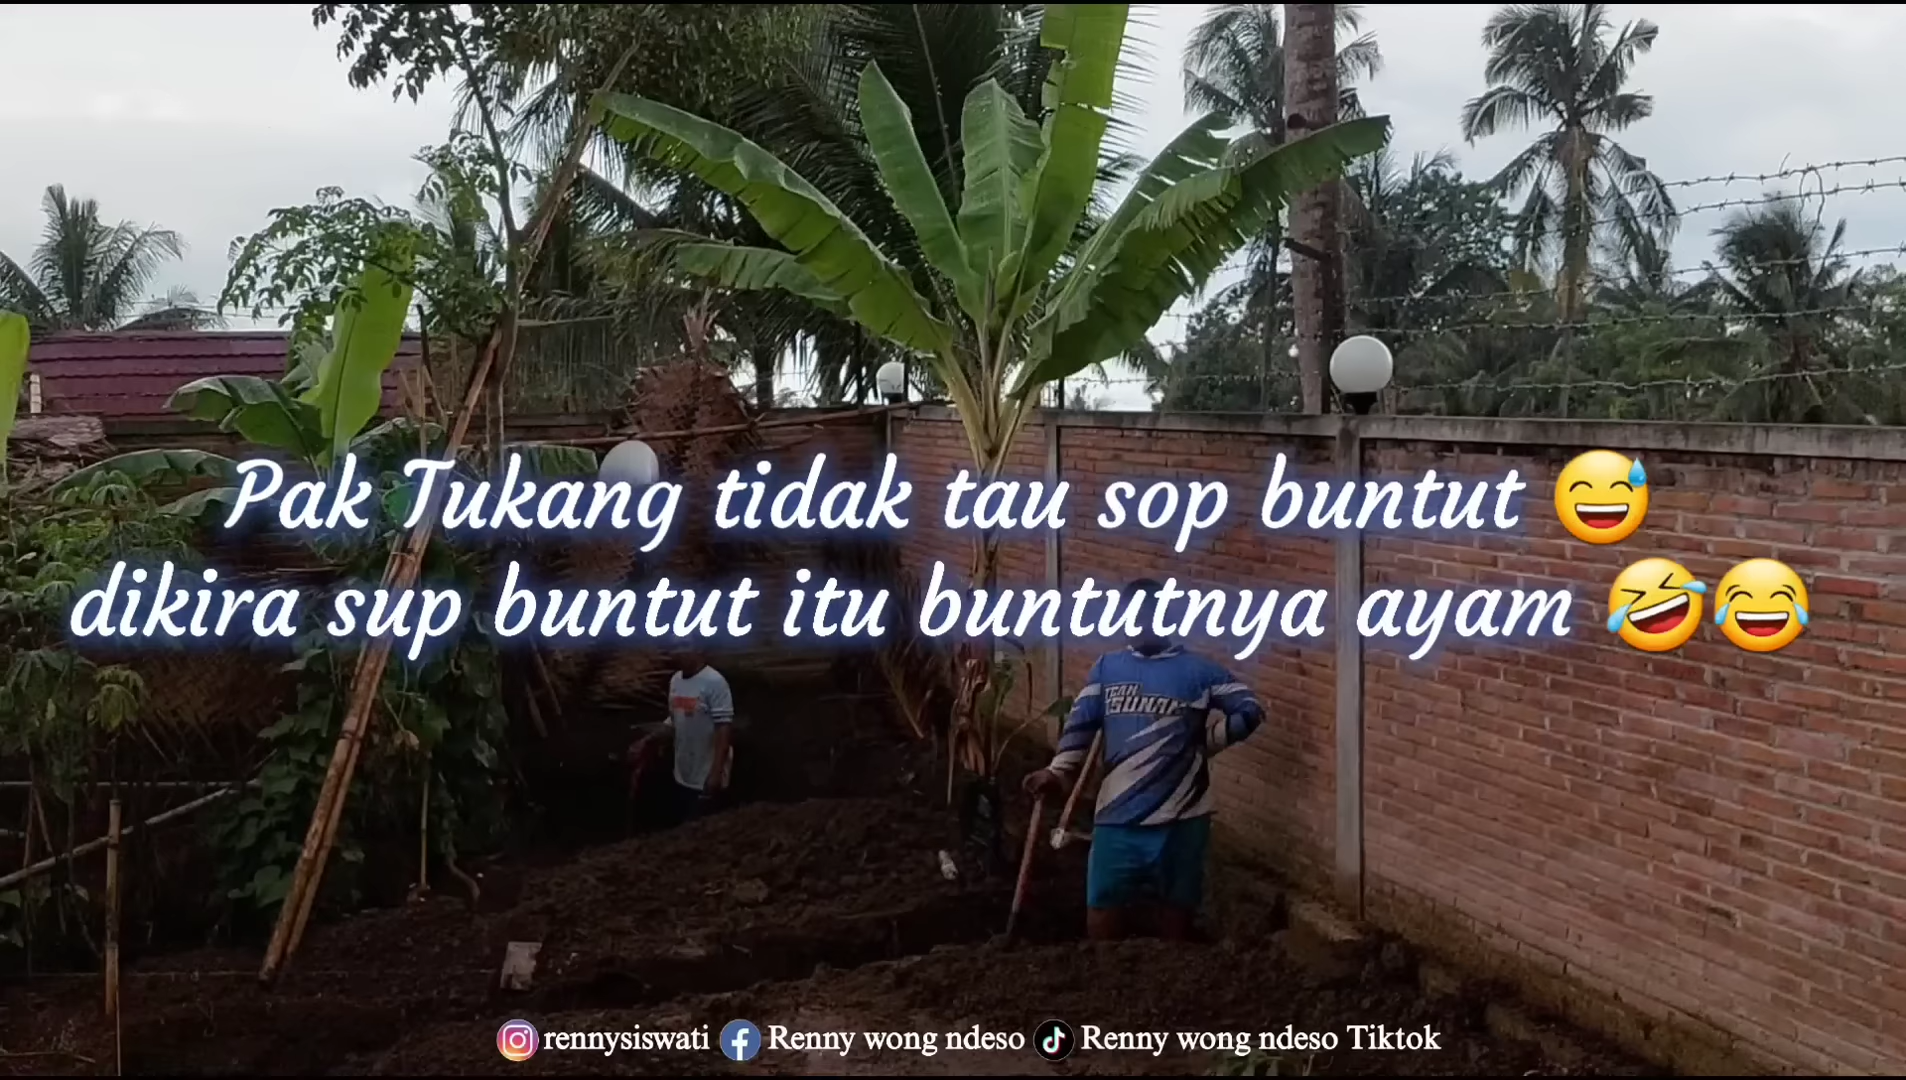 Pak Tukang tidak tau sop buntut 😅
dikira sup buntut itu buntutnya ayam 🤣😂
TEAM
rennysiswati Renny wong ndeso Renny wong ndeso Tiktok